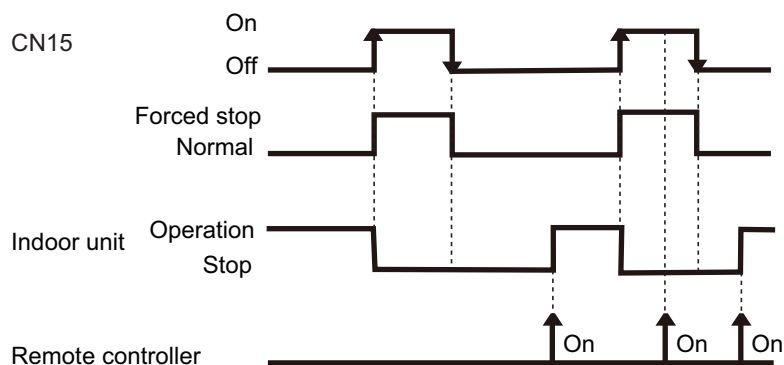 On
CN15
Off
Forced stop
Normal
Operation
Indoor unit
Stop
On
On
On
Remote controller